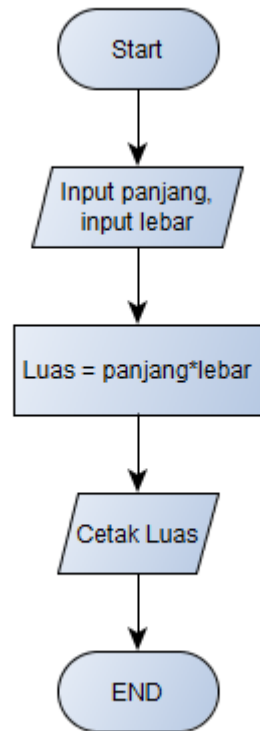 Start
Input panjang,
input lebar
Luas = panjang*lebar
Cetak Luas
END